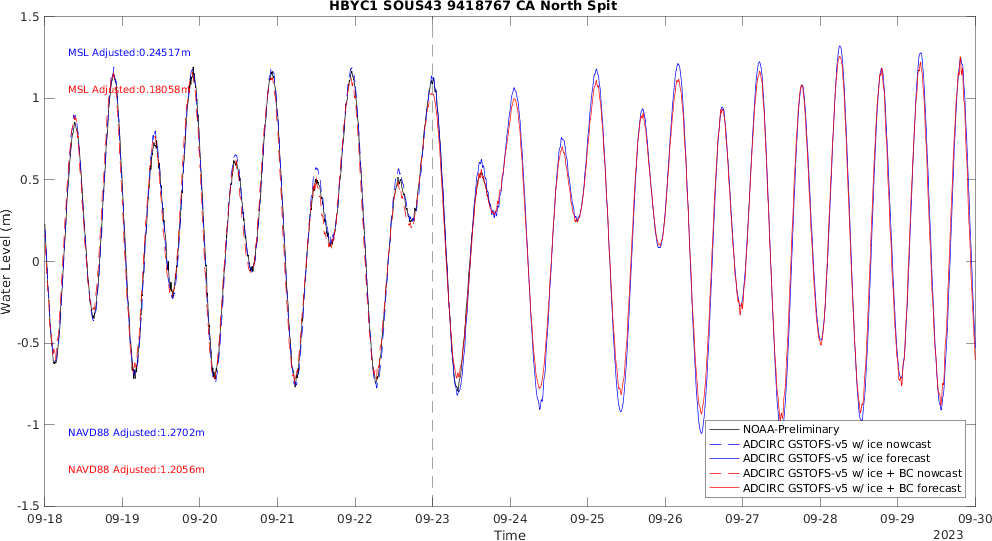 HBYC1 SOUS43 9418767 CA North Spit
1.5
1
0.5
0
-0.5
-1
-1.5
Water Level (m)
MSL Adjusted:0.24517m
MSL Adjusted:0.18058m
NAVD88 Adjusted:1.2702
NAVD88 Adjusted:1.2056
NOAA-Preliminary
ADCIRC GSTOFS-v5 w/ ice nowcast
ADCIRC GSTOFS-v5 w/ ice forecast
ADCIRC GSTOFS-v5 w/ ice + BC nowcast
ADCIRC GSTOFS-v5 w/ ice + BC forecast
09-18 09-19 09-20 09-21 09-22 09-23 09-24 09-25 09-26 09-27 09-28 09-29 09-30
Time
2023